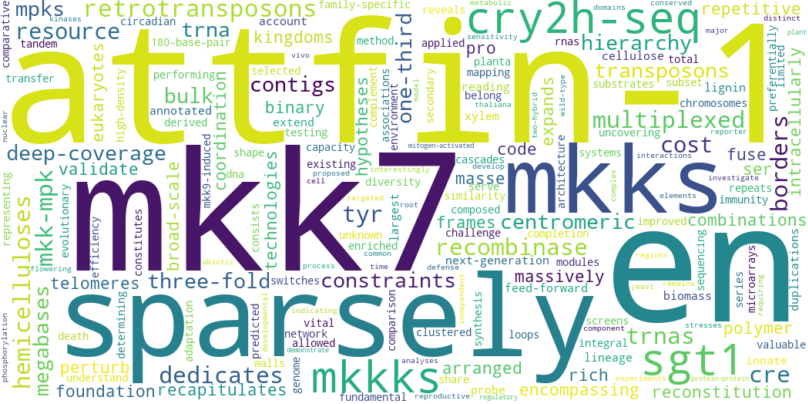 mpks retrotransposons family-specific cry2h-seq repetitive
comparative circadian account reveals metabolic conserved domains distinct
resource trna kingdoms hierarchy
tandem 180-base-pair method. applied rnas major plant
transfer performing in vivo selected pro sensitivity cellulose total
attfin-1
eukaryotes high-density bulk contigs one-third planta mapping substrates subset transposons
annotated derived binary complement testing hypotheses associations environment reading belong secondary xylem expands lignin uncovering chromosomes preferentially limited intracellularly
nuclear coordination extend multiplexed two-hybrid wild-type reporter
deep-coverage dna shape capacity existing proposed cell mitogen-activated code cost borders
validate mkk7 mkks
mkk-mpk interestingly diversity cascades develop masse architecture systems interactions fuse ser
representing hemicelluloses evolutionary efficiency constitutes broad-scale consists technologies mkk9-induced targeted unknown largest similarity serve complex elements investigate repeats immunity
kinases root enriched composed frames centromeric improved combinations
megabases flowering telomeres three-fold constraints tyr recombinase common completion regions duplications
abiotic process time defense challenge next-generation modules yeast remains sequencing microarrays
sparsely en
phosphorylation death adaptation determining switches comparison feed-forward synthesis massively requiring biomass series
perturb predicted vital allowed clustered loops component screens polymer stresses valuable
understand walls network indicating integral trnas sgt1 innate
dedicates genome mkkks arranged lineage rich cre
foundation recapitulates demonstrate analyses share probe encompassing experiments protein-protein reconstitution
fundamental reproductive regulatory